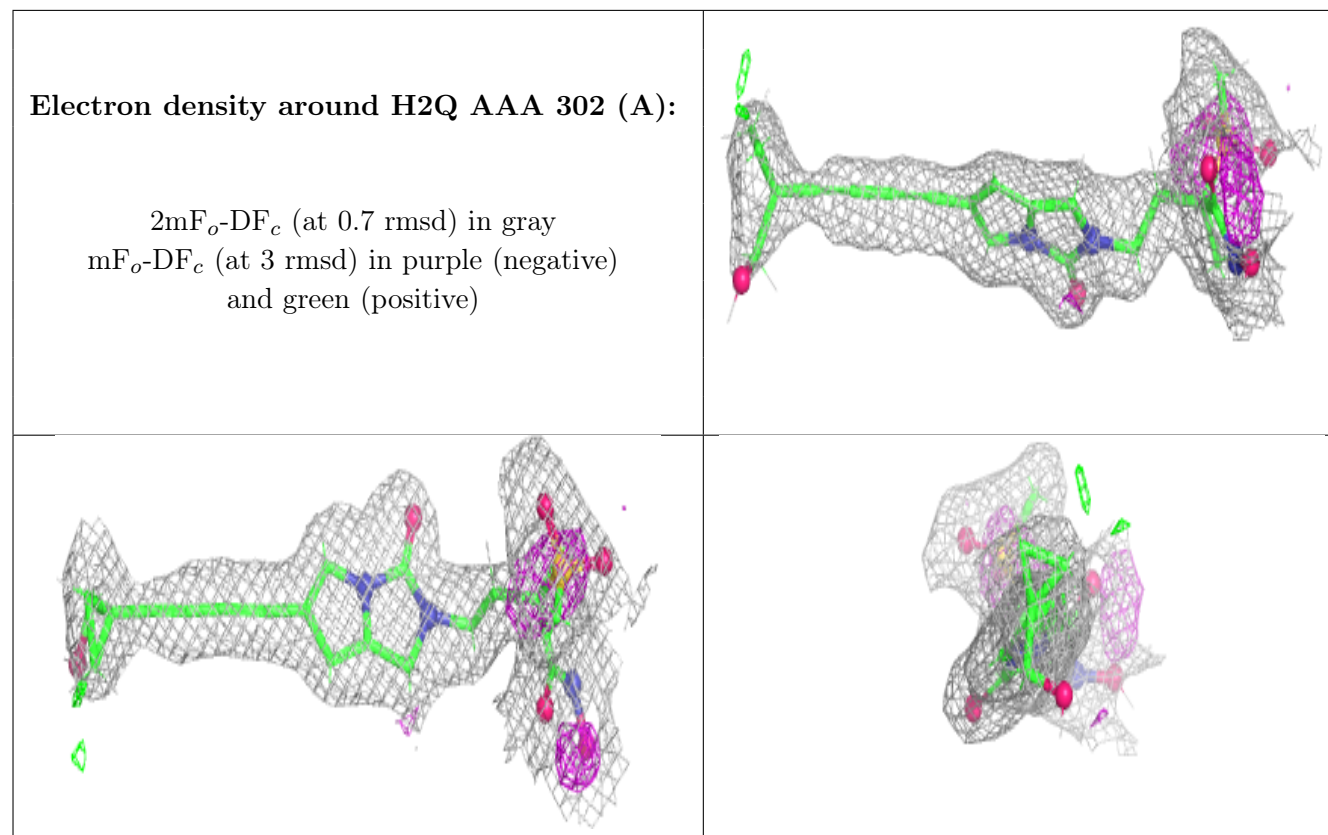 Electron density around H2Q AAA 302 (A):
2mFₒ-DF𝒸 (at 0.7 rmsd) in gray
mFₒ-DF𝒸 (at 3 rmsd) in purple (negative)
and green (positive)